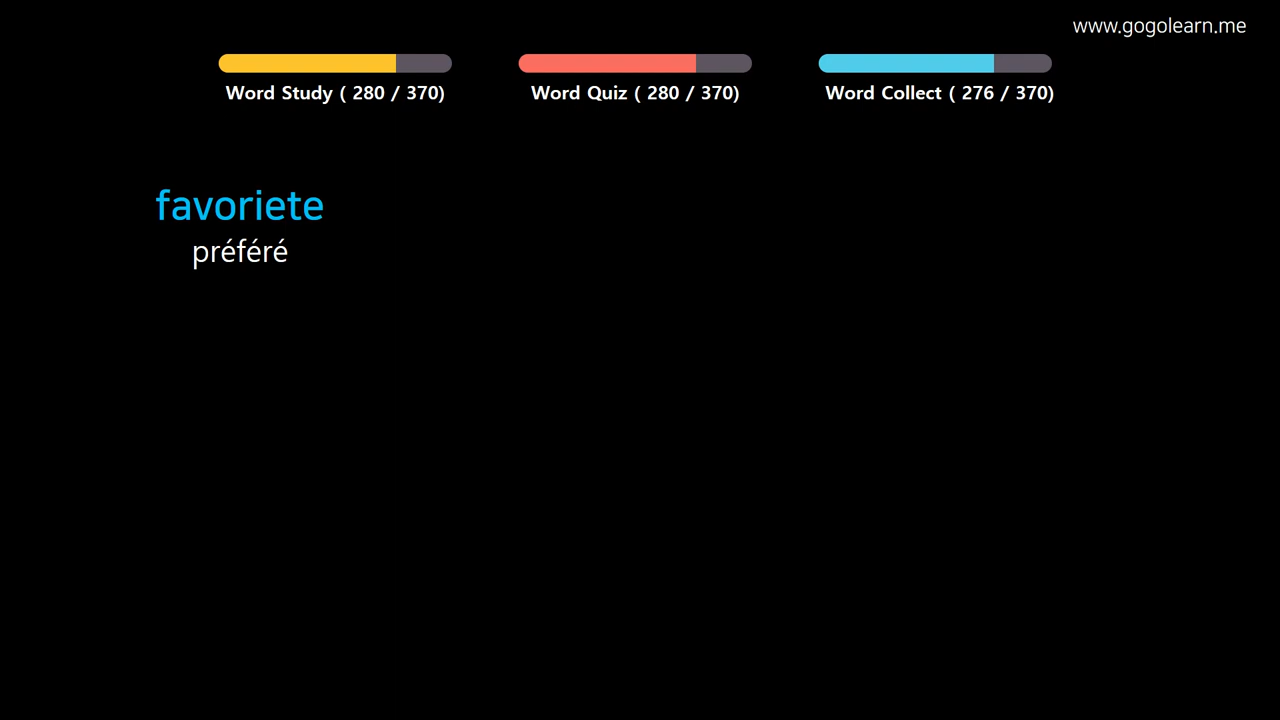 www.gogolearn.me
Word Study ( 280 / 370)
Word Quiz ( 280 / 370)
Word Collect ( 276 / 370)
favoriete
préféré